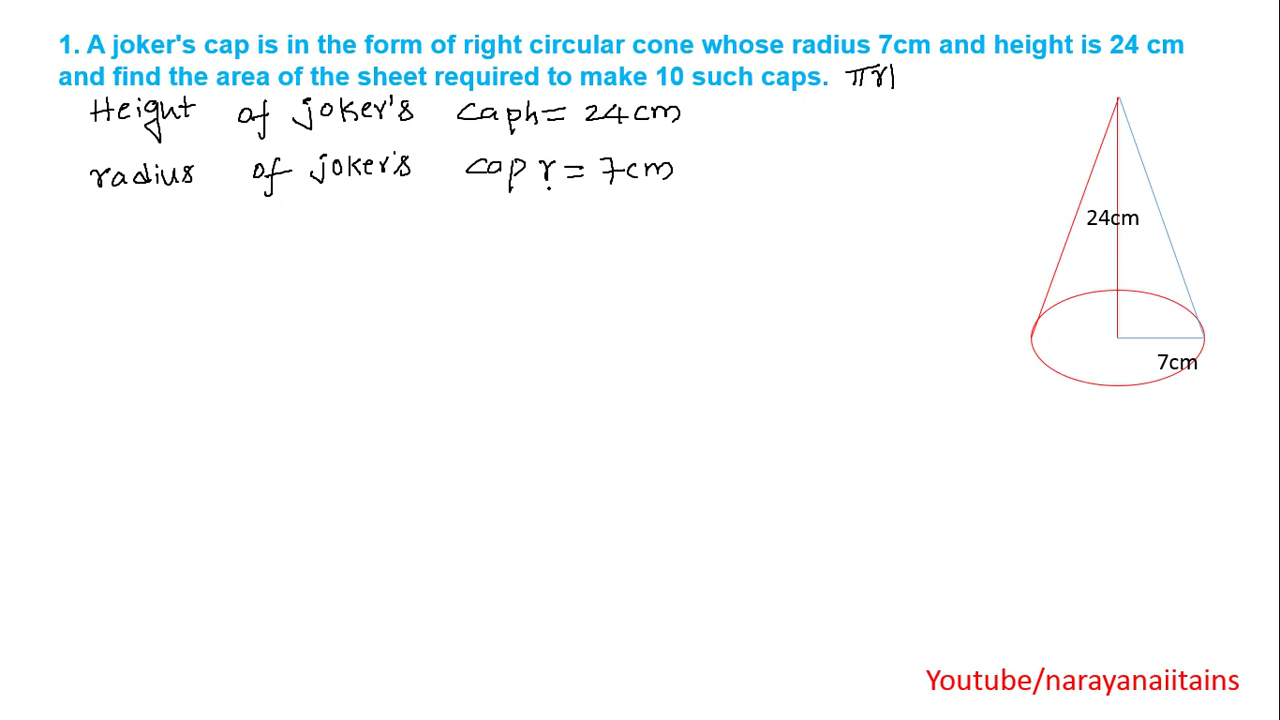 1. A joker's cap is in the form of right circular cone whose radius 7cm and height is 24 cm
and find the area of the sheet required to make 10 such caps. πrl
Height of joker's cap h = 24cm
radius of joker's cap r = 7cm
24cm
7cm
Youtube/narayanaiitains